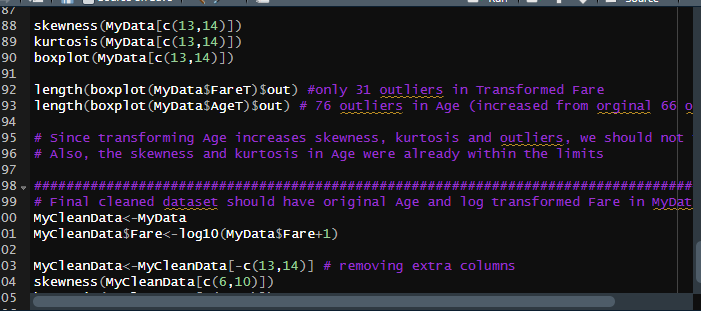 Run
Source
87
88 skewness(MyData[c(13,14)])
89 kurtosis(MyData[c(13,14)])
90 boxplot(MyData[c(13,14)])
91
92 length(boxplot(MyData$FareT)$out) #only 31 outliers in Transformed Fare
93 length(boxplot(MyData$AgeT)$out) # 76 outliers in Age (increased from orginal 66 o
94
95 # Since transforming Age increases skewness, kurtosis and outliers, we should not
96 # Also, the skewness and kurtosis in Age were already within the limits
97
98 ################################################################################
99 # Final cleaned dataset should have original Age and log transformed Fare in MyDat
00 MyCleanData<-MyData
01 MyCleanData$Fare<-log10(MyData$Fare+1)
02
03 MyCleanData<-MyCleanData[-c(13,14)] # removing extra columns
04 skewness(MyCleanData[c(6,10)])
05